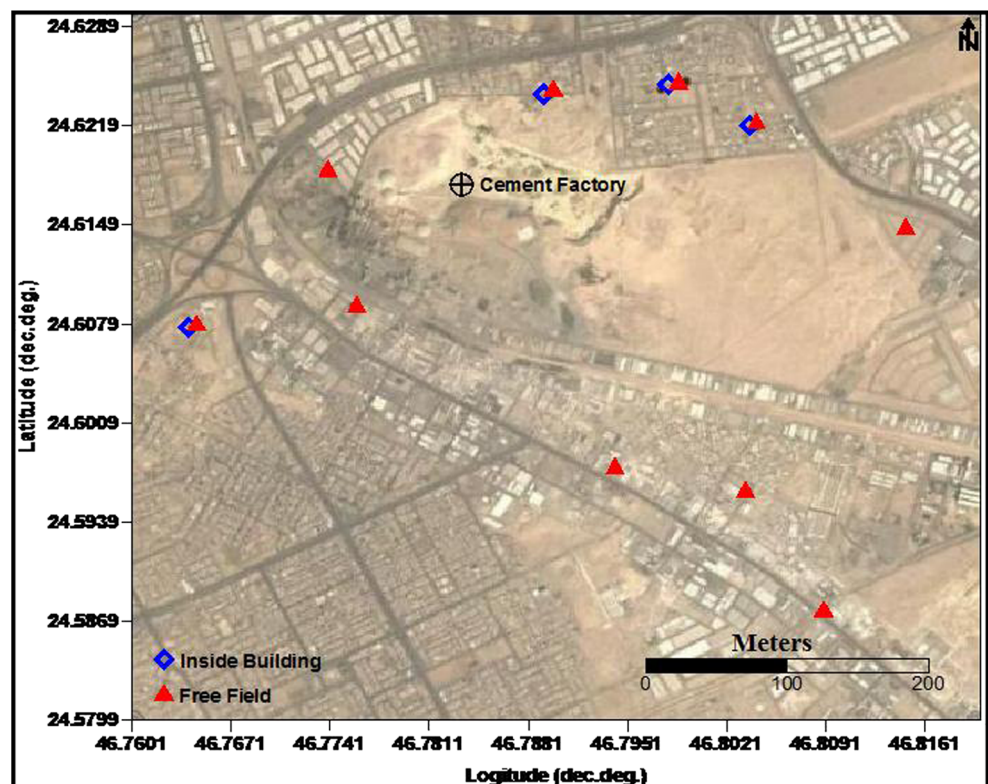 24.6289
N
24.6219
Cement Factory
24.6149
24.6079
Latitude (dec.deg.)
24.6009
24.5939
24.5869
Meters
Inside Building
0 100 200
Free Field
24.5799
46.7601 46.7671 46.7741 46.7811 46.7881 46.7951 46.8021 46.8091 46.8161
Logitude (dec.deg.)